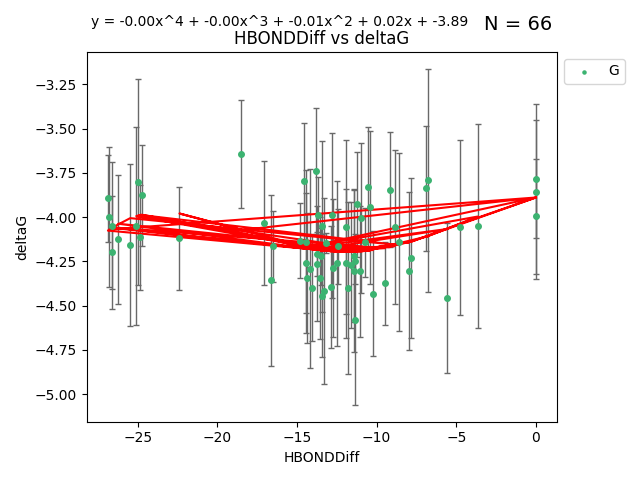 y = -0.00x^4 + -0.00x^3 + -0.01x^2 + 0.02x + -3.89 N = 66
HBONDDiff vs deltaG
G
−3.25
−3.50
−3.75
−4.00
−4.25
−4.50
−4.75
−5.00
deltaG
−25 −20 −15 −10 −5 0
HBONDDiff